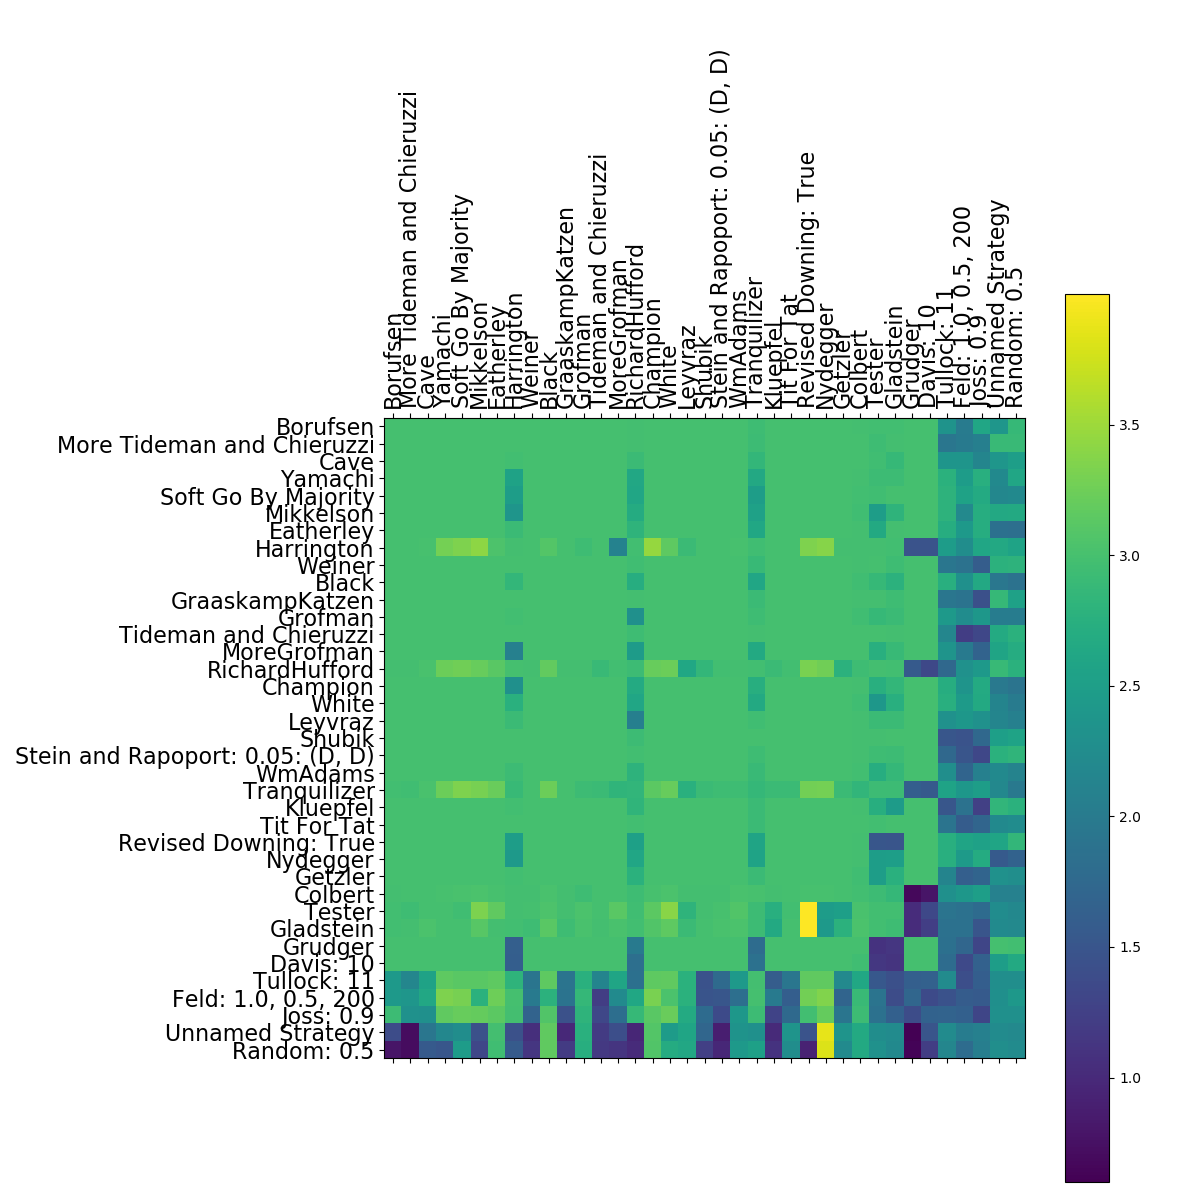 Borufsen
More Tideman and Chieruzzi
Cave
Yamachi
Soft Go By Majority
Mikkelson
Eatherley
Harrington
Weiner
Black
GraaskampKatzen
Grofman
Tideman and Chieruzzi
MoreGrofman
RichardHufford
Champion
White
Leyvraz
Shubik
Stein and Rapoport: 0.05: (D, D)
WmAdams
Tranquilizer
Kluepfel
Tit For Tat
Revised Downing: True
Nydegger
Getzler
Colbert
Tester
Gladstein
Grudger
Davis: 10
Tullock: 11
Feld: 1.0, 0.5, 200
Joss: 0.9
Unnamed Strategy
Random: 0.5
Borufsen
More Tideman and Chieruzzi
Cave
Yamachi
Soft Go By Majority
Mikkelson
Eatherley
Harrington
Weiner
Black
GraaskampKatzen
Grofman
Tideman and Chieruzzi
MoreGrofman
RichardHufford
Champion
White
Leyvraz
Shubik
Stein and Rapoport: 0.05: (D, D)
WmAdams
Tranquilizer
Kluepfel
Tit For Tat
Revised Downing: True
Nydegger
Getzler
Colbert
Tester
Gladstein
Grudger
Davis: 10
Tullock: 11
Feld: 1.0, 0.5, 200
Joss: 0.9
Unnamed Strategy
Random: 0.5
3.5
3.0
2.5
2.0
1.5
1.0